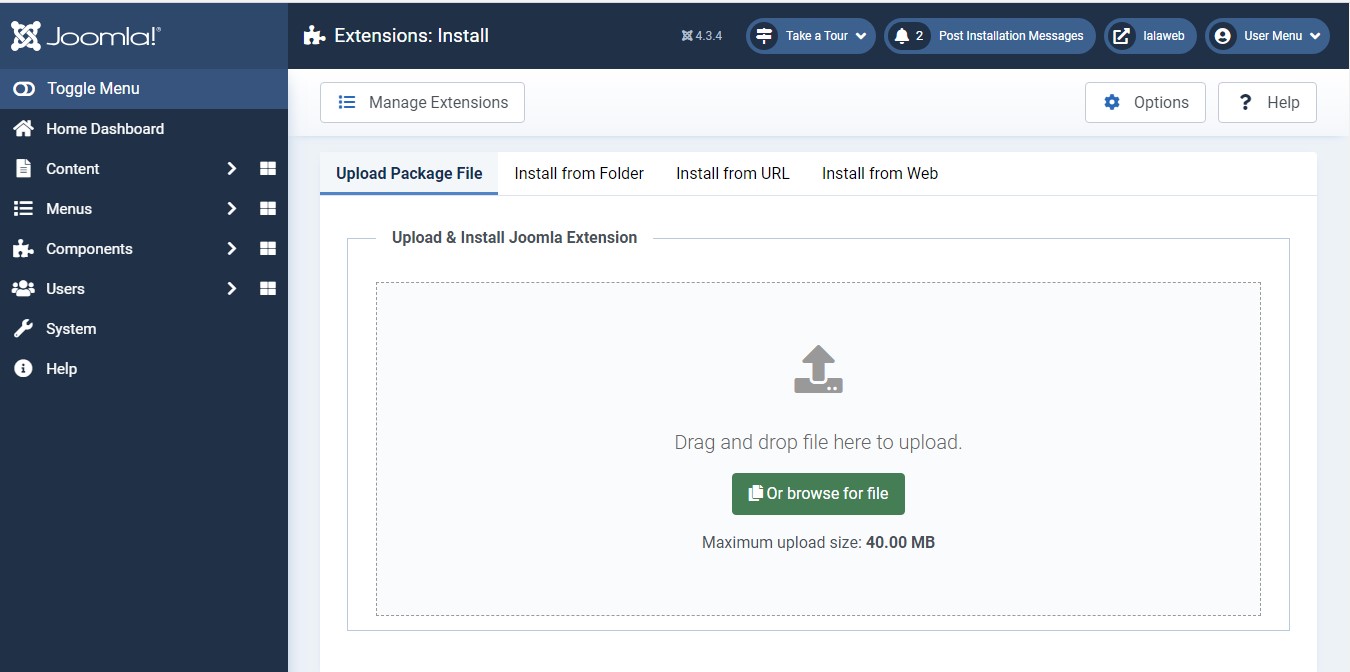 Joomla!®
Extensions: Install
4.3.4
Take a Tour
2 Post Installation Messages
lalaweb
User Menu
Toggle Menu
Home Dashboard
Content
Menus
Components
Users
System
Help
Manage Extensions
Options
? Help
Upload Package File
Install from Folder
Install from URL
Install from Web
Upload & Install Joomla Extension
Drag and drop file here to upload.
Or browse for file
Maximum upload size: 40.00 MB